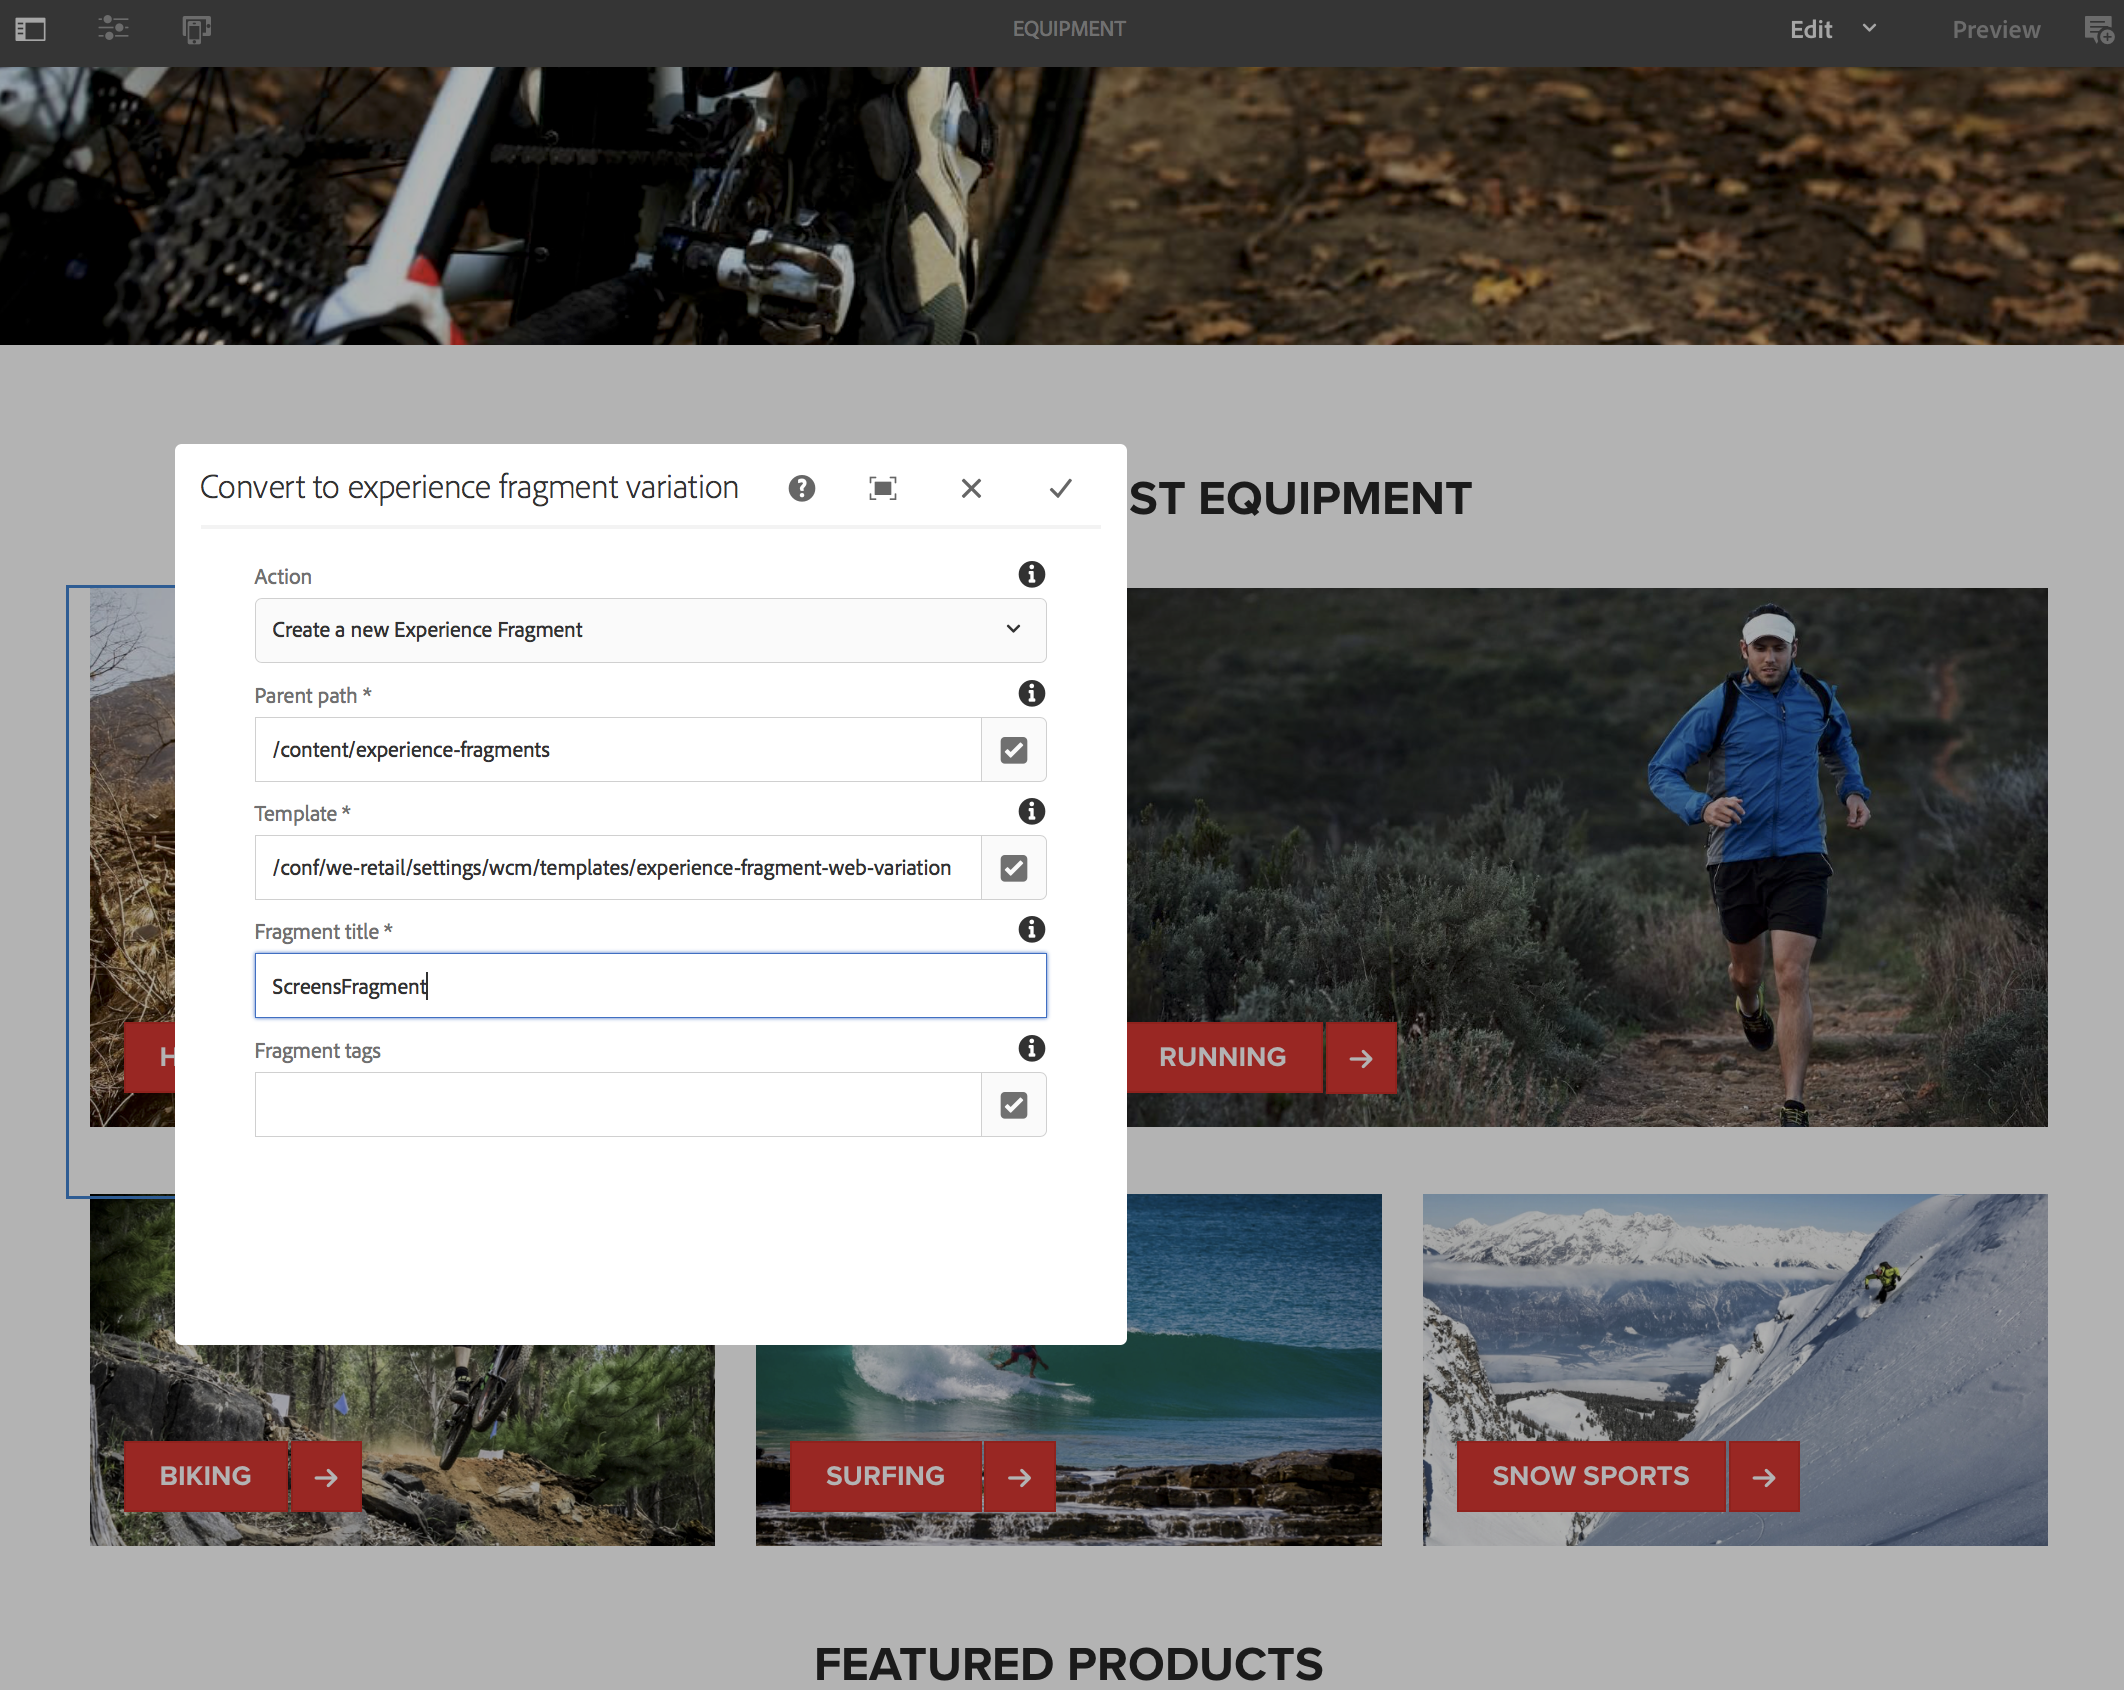 EQUIPMENT
Edit
Preview
Convert to experience fragment variation
ST EQUIPMENT
Action
Create a new Experience Fragment
Parent path *
/content/experience-fragments
Template *
/conf/we-retail/settings/wcm/templates/experience-fragment-web-variation
Fragment title *
ScreensFragment
Fragment tags
H
RUNNING
BIKING
SURFING
SNOW SPORTS
FEATURED PRODUCTS